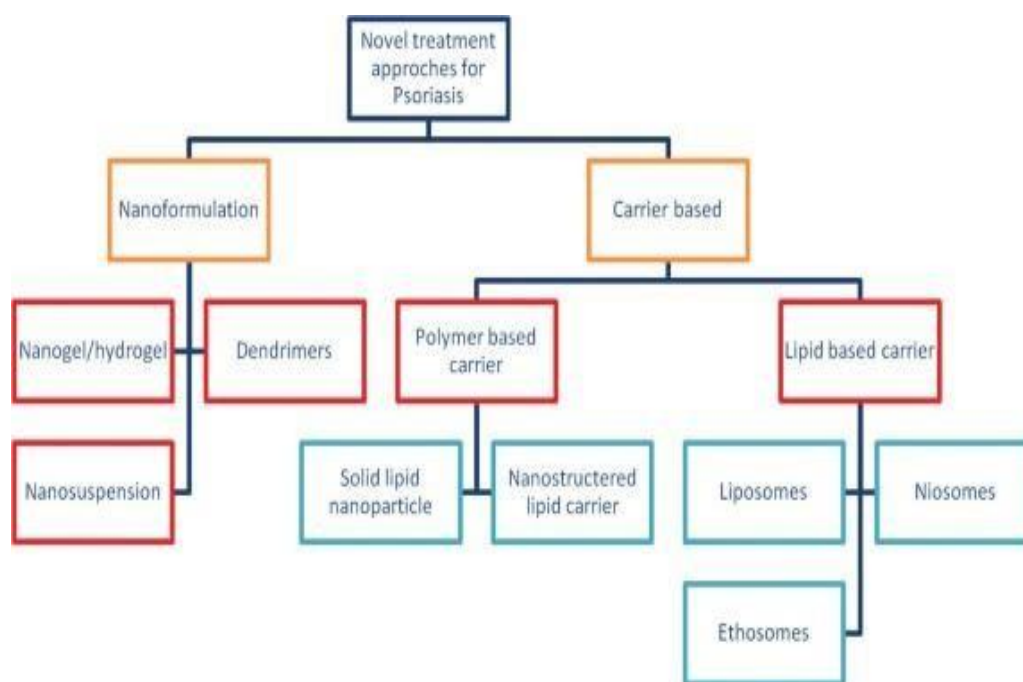 Novel treatment
approches for
Psoriasis
Nanoformulation
Carrier based
Nanogel/hydrogel
Dendrimers
Polymer based
carrier
Lipid based carrier
Nanosuspension
Solid lipid
nanoparticle
Nanostructered
lipid carrier
Liposomes
Niosomes
Ethosomes